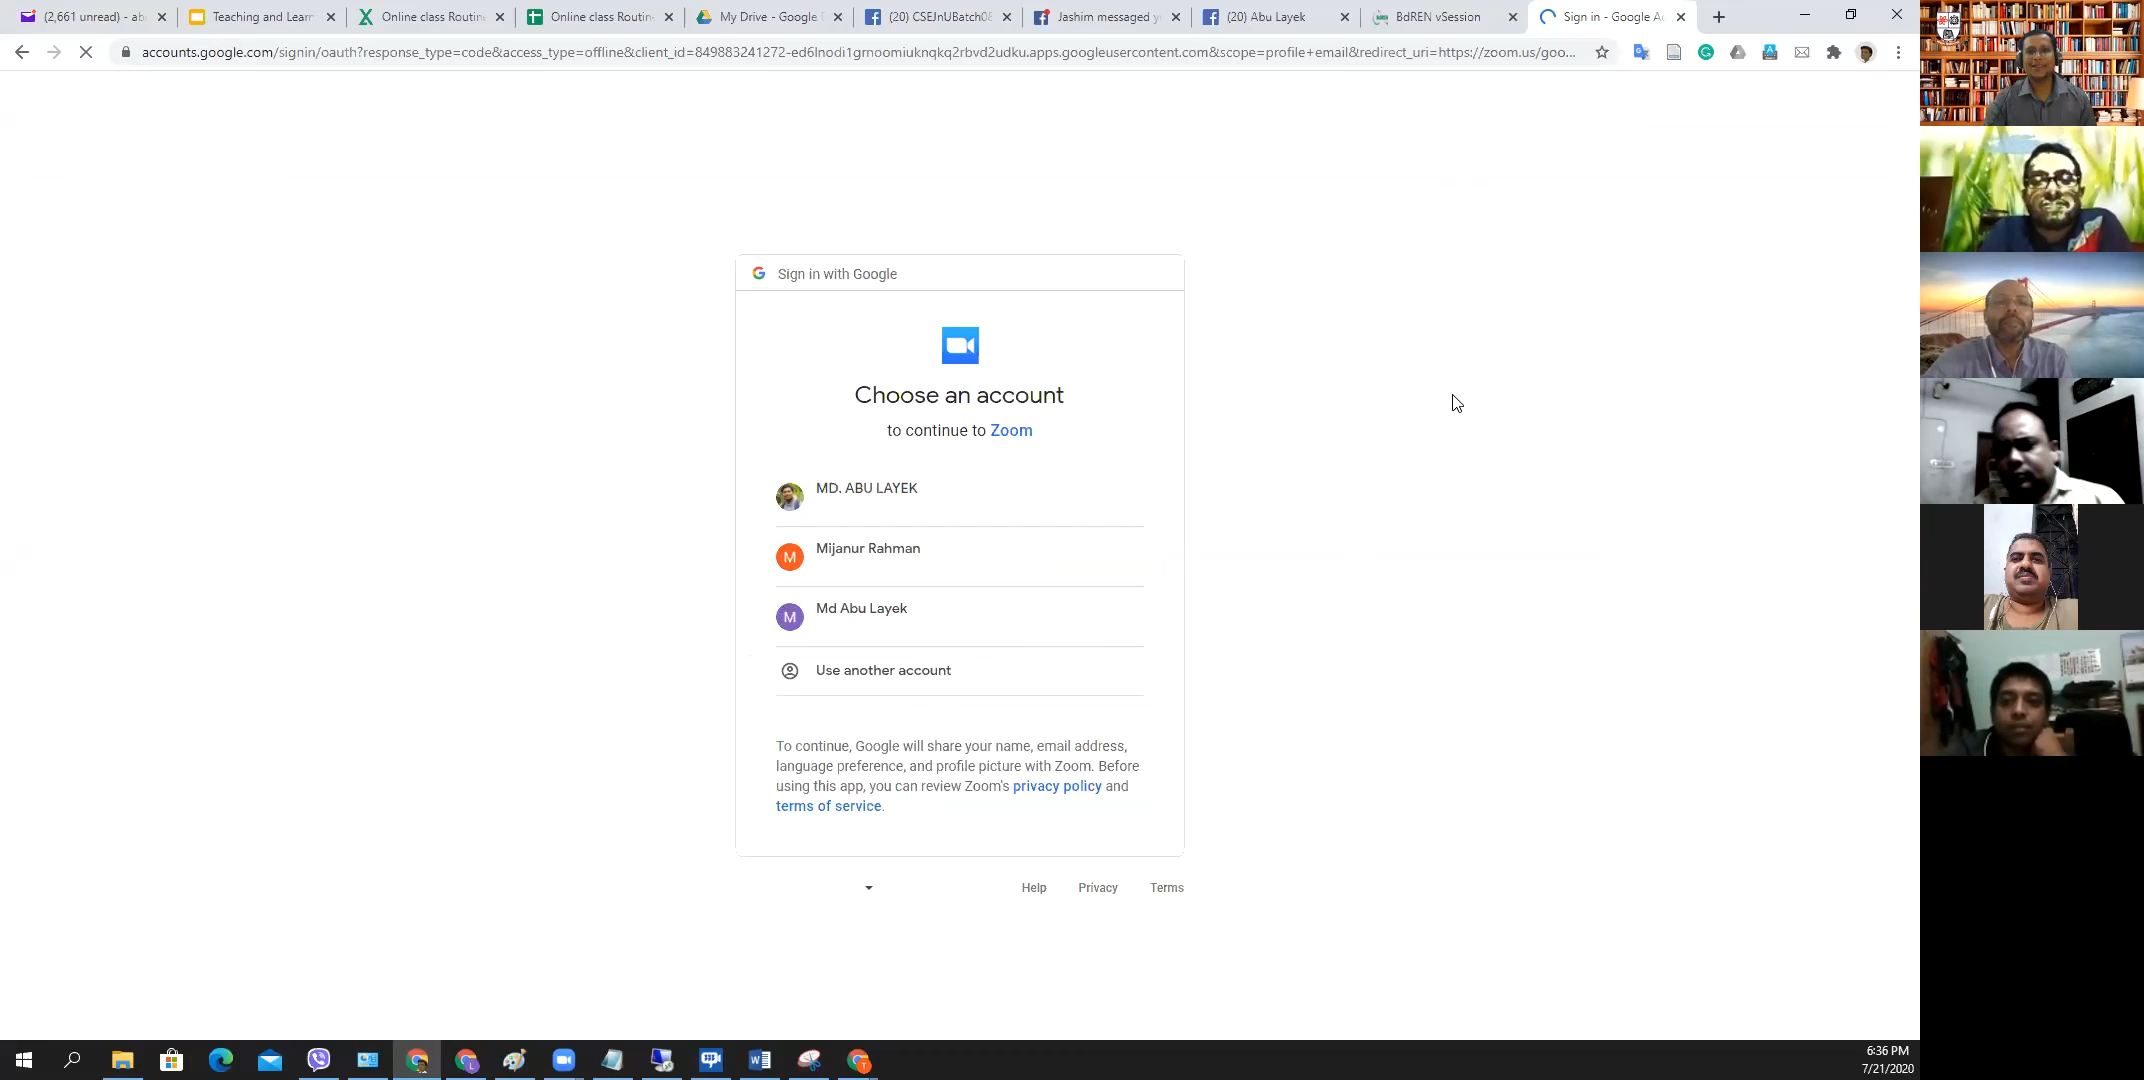 (2,661 unread) - ab
Teaching and Learn
Online class Routin
Online class Routin
My Drive - Google
(20) CSEJnUBatch08
Jashim messaged y
(20) Abu Layek
BdREN vSession
Sign in - Google Ac
accounts.google.com/signin/oauth?response_type=code&access_type=offline&client_id=849883241272-ed6lnodi1grnoomiuknqkq2rbvd2udku.apps.googleusercontent.com&scope=profile+email&redirect_uri=https://zoom.us/goo...
Sign in with Google
Choose an account
to continue to Zoom
MD. ABU LAYEK
M Mijanur Rahman
M Md Abu Layek
Use another account
To continue, Google will share your name, email address,
language preference, and profile picture with Zoom. Before
using this app, you can review Zoom's privacy policy and
terms of service.
Help Privacy Terms
6:36 PM
7/21/2020